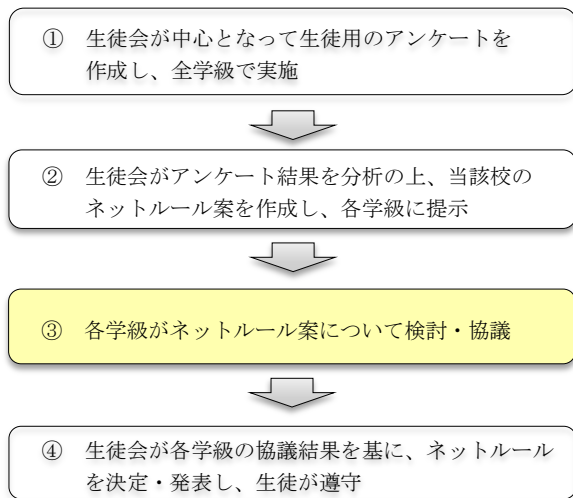 ① 生徒会が中心となって生徒用のアンケートを
作成し、全学級で実施
② 生徒会がアンケート結果を分析の上、当該校の
ネットルール案を作成し、各学級に提示
③ 各学級がネットルール案について検討・協議
④ 生徒会が各学級の協議結果を基に、ネットルール
を決定・発表し、生徒が遵守